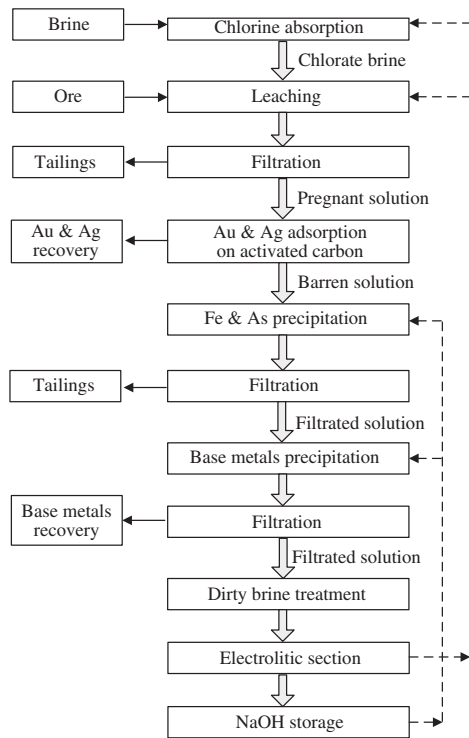 Brine
Chlorine absorption
Chlorate brine
Ore
Leaching
Tailings
Filtration
Pregnant solution
Au & Ag
recovery
Au & Ag adsorption
on activated carbon
Barren solution
Fe & As precipitation
Tailings
Filtration
Filtrated solution
Base metals precipitation
Base metals
recovery
Filtration
Filtrated solution
Dirty brine treatment
Electrolitic section
NaOH storage